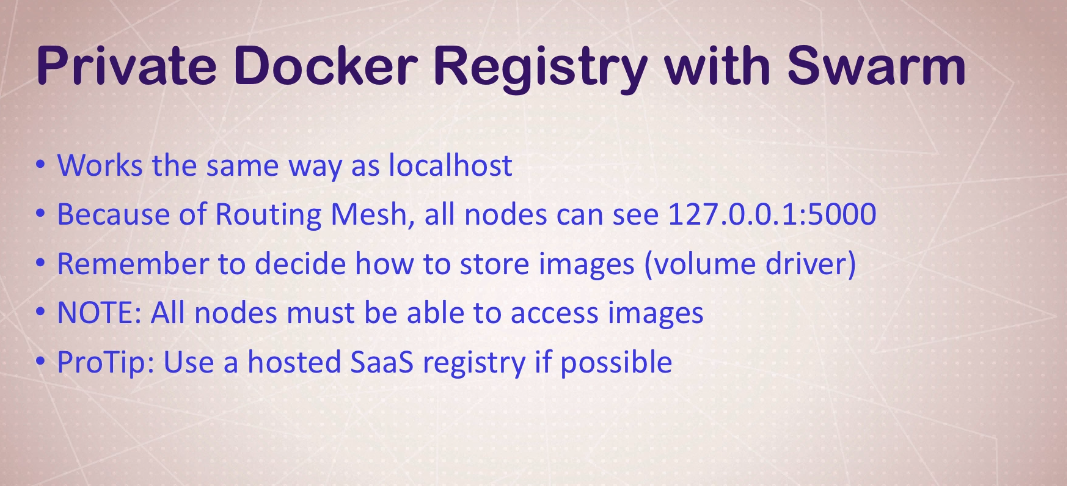 Private Docker Registry with Swarm
• Works the same way as localhost
• Because of Routing Mesh, all nodes can see 127.0.0.1:5000
• Remember to decide how to store images (volume driver)
• NOTE: All nodes must be able to access images
• ProTip: Use a hosted SaaS registry if possible